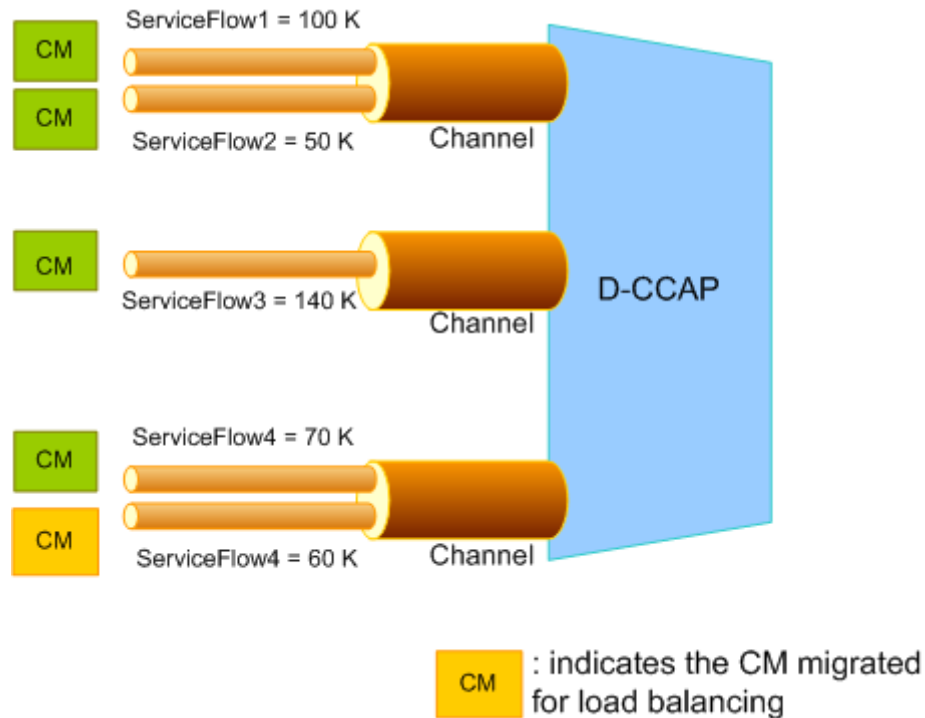 ServiceFlow1 = 100 K
CM
CM
Channel
ServiceFlow2 = 50 K
CM
D-CCAP
ServiceFlow3 = 140 K
Channel
ServiceFlow4 = 70 K
CM
CM
Channel
ServiceFlow4 = 60 K
CM
: indicates the CM migrated
for load balancing